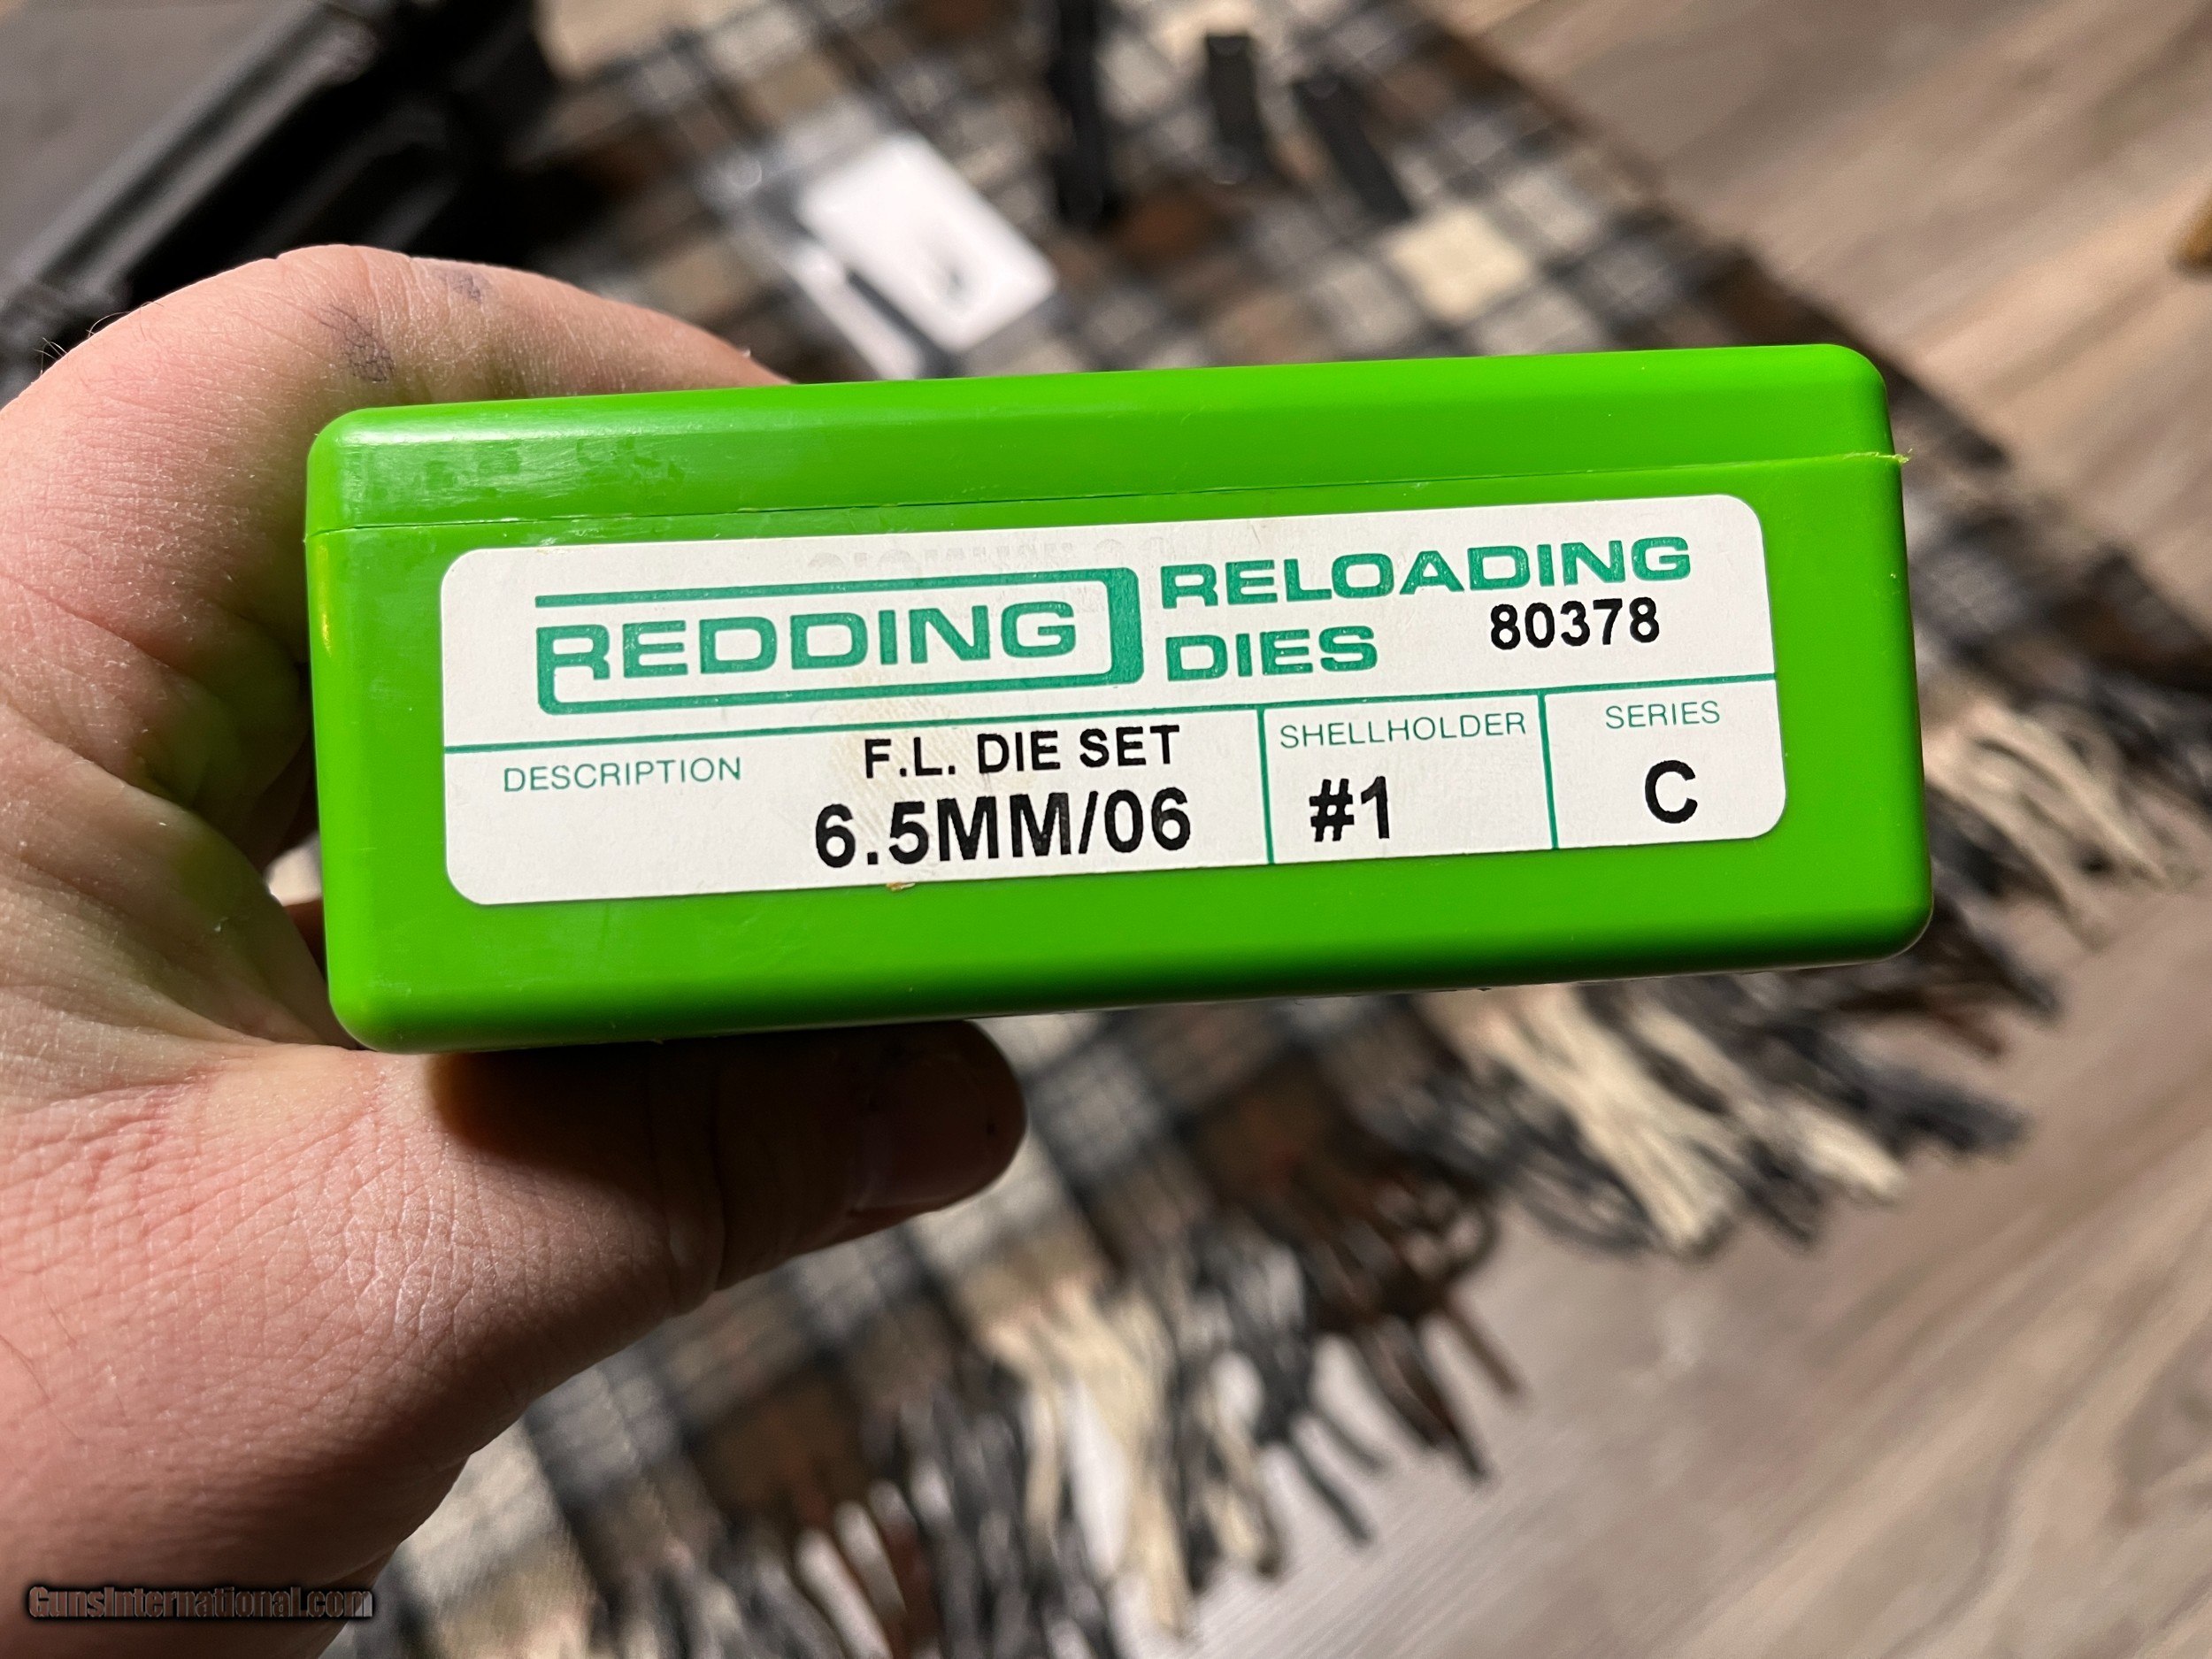 REDDING
RELOADING
DIES
80378
DESCRIPTION
F.L. DIE SET
6.5MM/06
SHELLHOLDER
#1
SERIES
C
GunsInternational.com